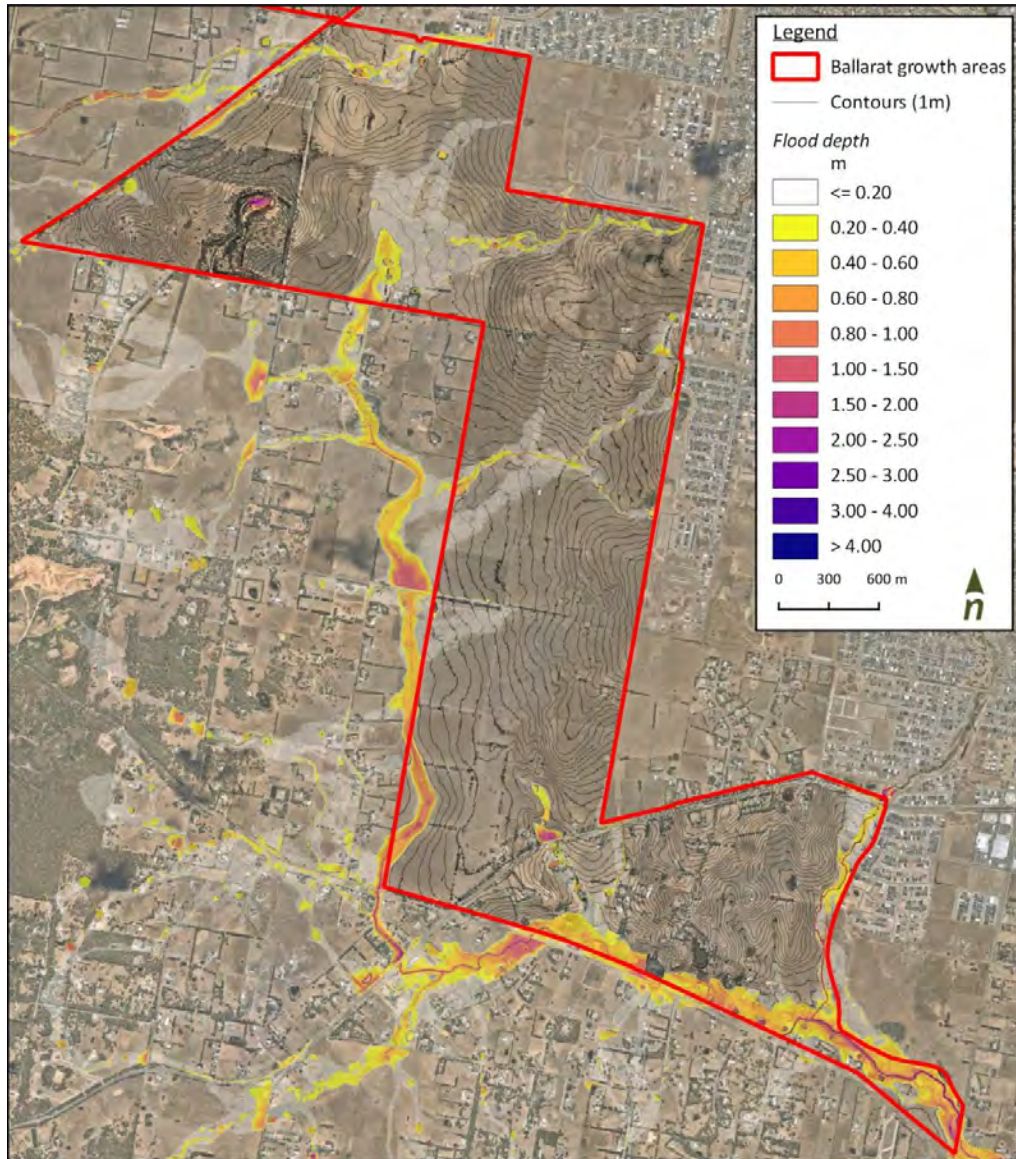 Legend
Ballarat growth areas
Contours (1m)
Flood depth
m
<= 0.20
0.20 - 0.40
0.40 - 0.60
0.60 - 0.80
0.80 - 1.00
1.00 - 1.50
1.50 - 2.00
2.00 - 2.50
2.50 - 3.00
3.00 - 4.00
> 4.00
0 300 600 m
n